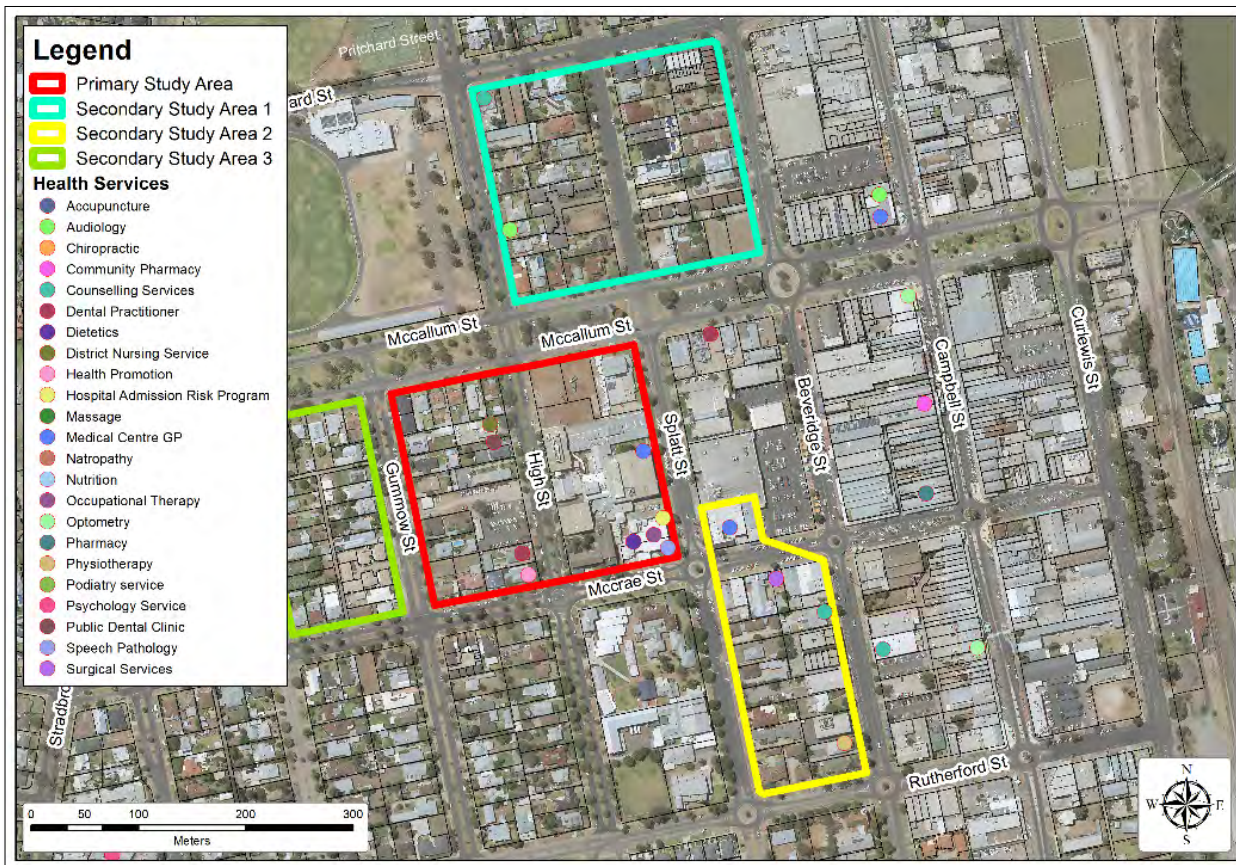 Legend
Primary Study Area
Secondary Study Area 1
Secondary Study Area 2
Secondary Study Area 3
Health Services
Accupuncture
Audiology
Chiropractic
Community Pharmacy
Counselling Services
Dental Practitioner
Dietetics
District Nursing Service
Health Promotion
Hospital Admission Risk Program
Massage
Medical Centre GP
Natropathy
Nutrition
Occupational Therapy
Optometry
Pharmacy
Physiotherapy
Podiatry service
Psychology Service
Public Dental Clinic
Speech Pathology
Surgical Services
Pritchard Street
ard St
Mccallum St
Mccallum St
Gummow St
High St
Splatt St
Beveridge St
Campbell St
Curlewis St
Mccrae St
Rutherford St
Stradbro
0 50 100 200 300
Meters
N
W E
S